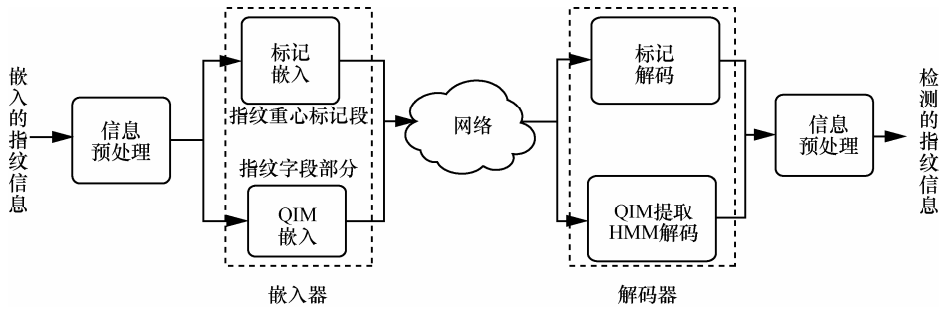 嵌入的指纹信息
信息
预处理
标记
嵌入
指纹重心标记段
指纹字段部分
QIM
嵌入
嵌入器
网络
标记
解码
QIM提取
HMM解码
解码器
信息
预处理
检测的指纹信息